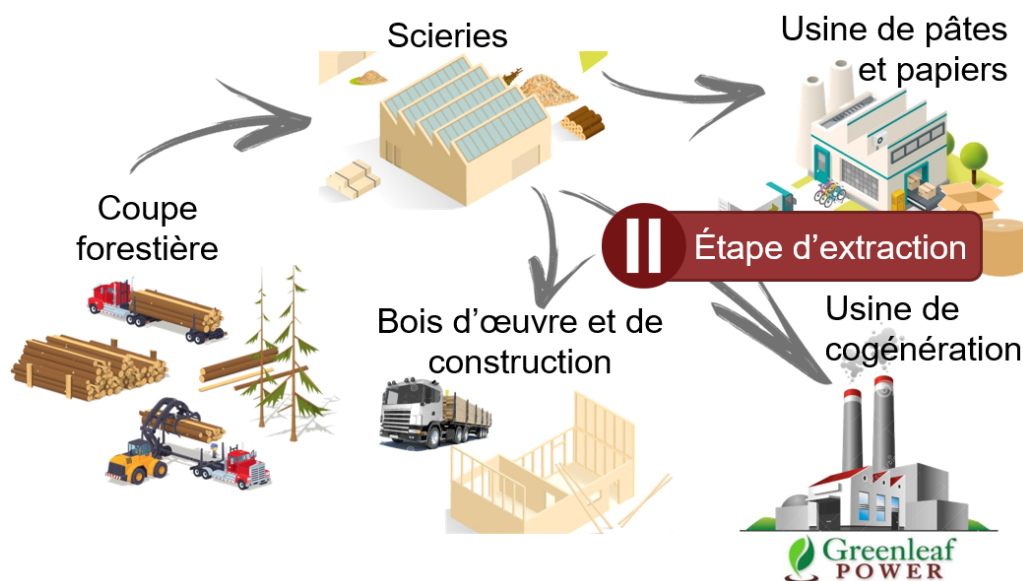 Scieries
Usine de pâtes
et papiers
Coupe
forestière
Étape d’extraction
Bois d’œuvre et de
construction
Usine de
cogénération
Greenleaf
POWER